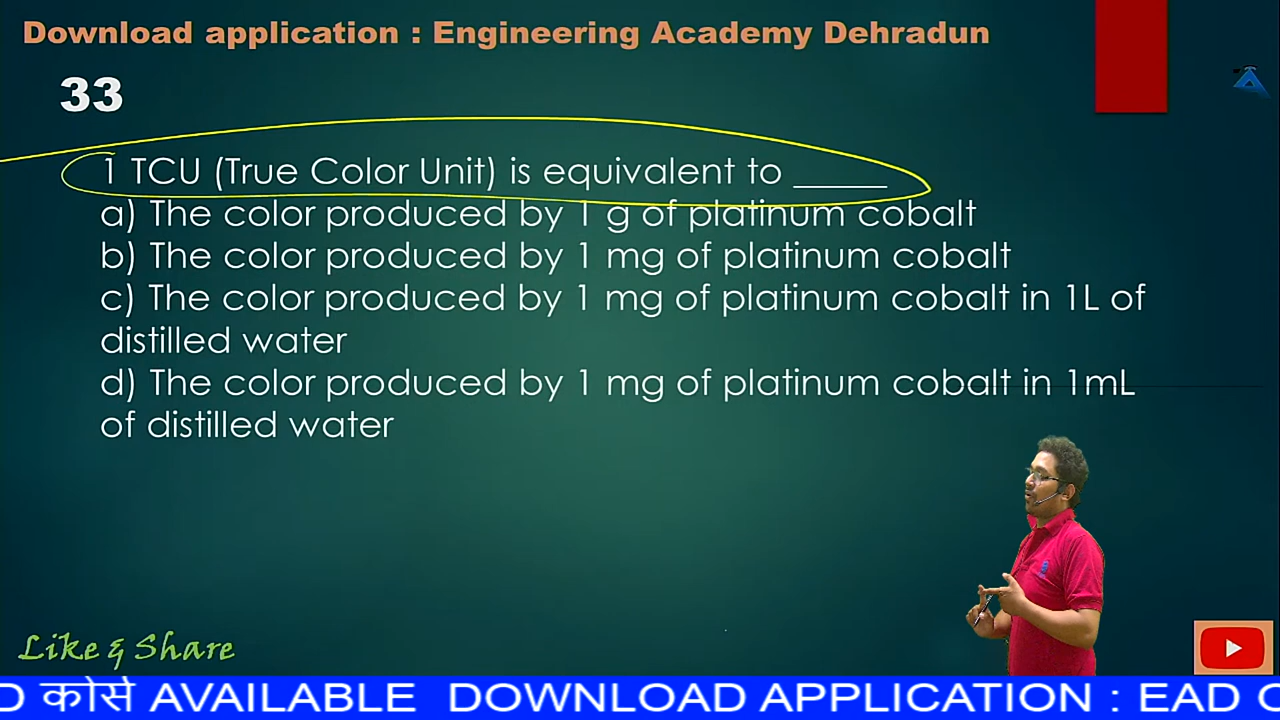 Download application : Engineering Academy Dehradun
33
1 TCU (True Color Unit) is equivalent to _____
a) The color produced by 1 g of platinum cobalt
b) The color produced by 1 mg of platinum cobalt
c) The color produced by 1 mg of platinum cobalt in 1L of
distilled water
d) The color produced by 1 mg of platinum cobalt in 1mL
of distilled water
Like & Share
D कोर्स AVAILABLE DOWNLOAD APPLICATION : EAD